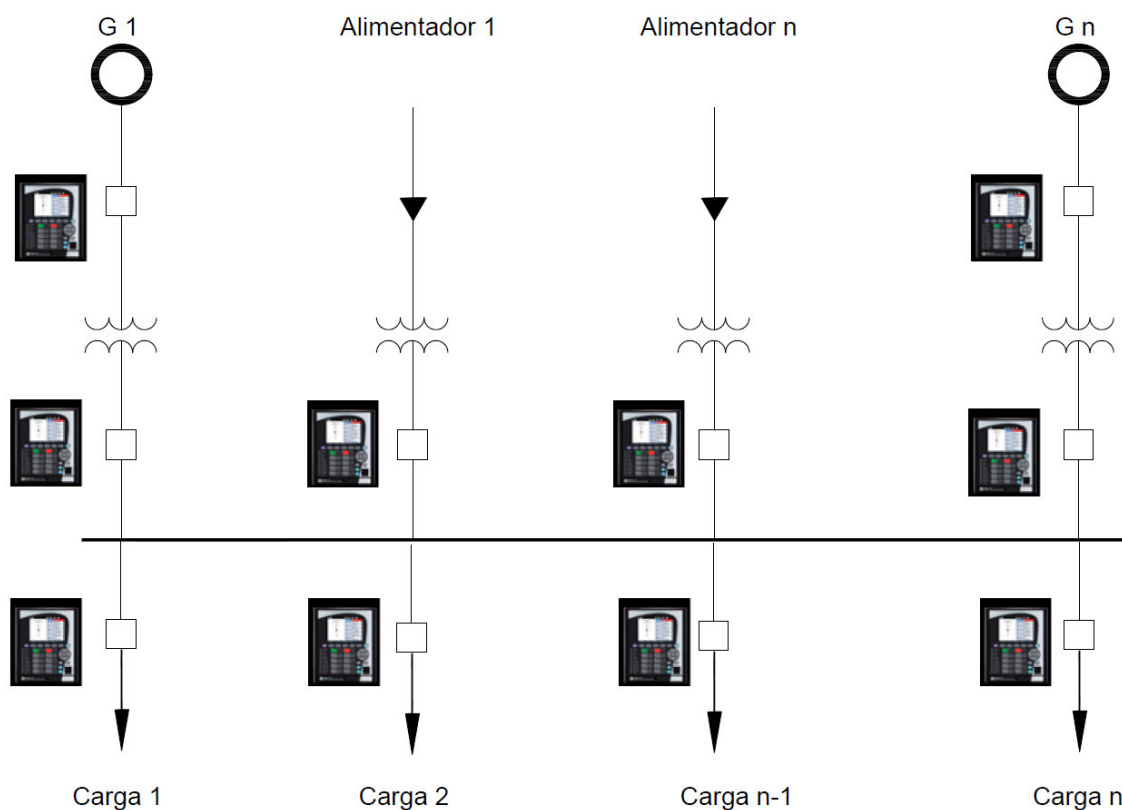 G 1
Alimentador 1
Alimentador n
G n
Carga 1
Carga 2
Carga n-1
Carga n